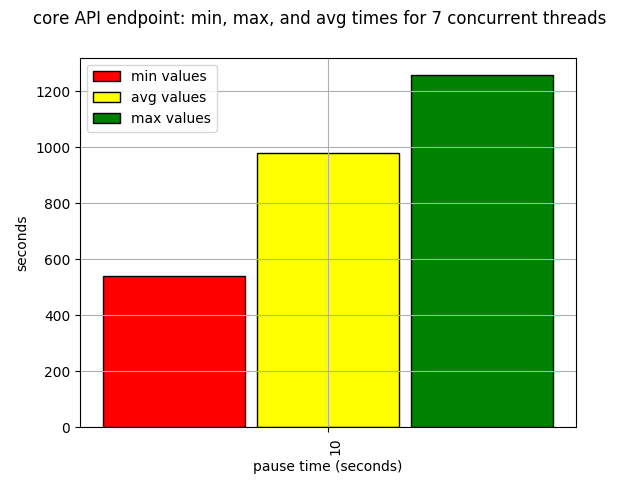 core API endpoint: min, max, and avg times for 7 concurrent threads
min values
avg values
max values
1200
1000
800
600
400
200
0
seconds
10
pause time (seconds)